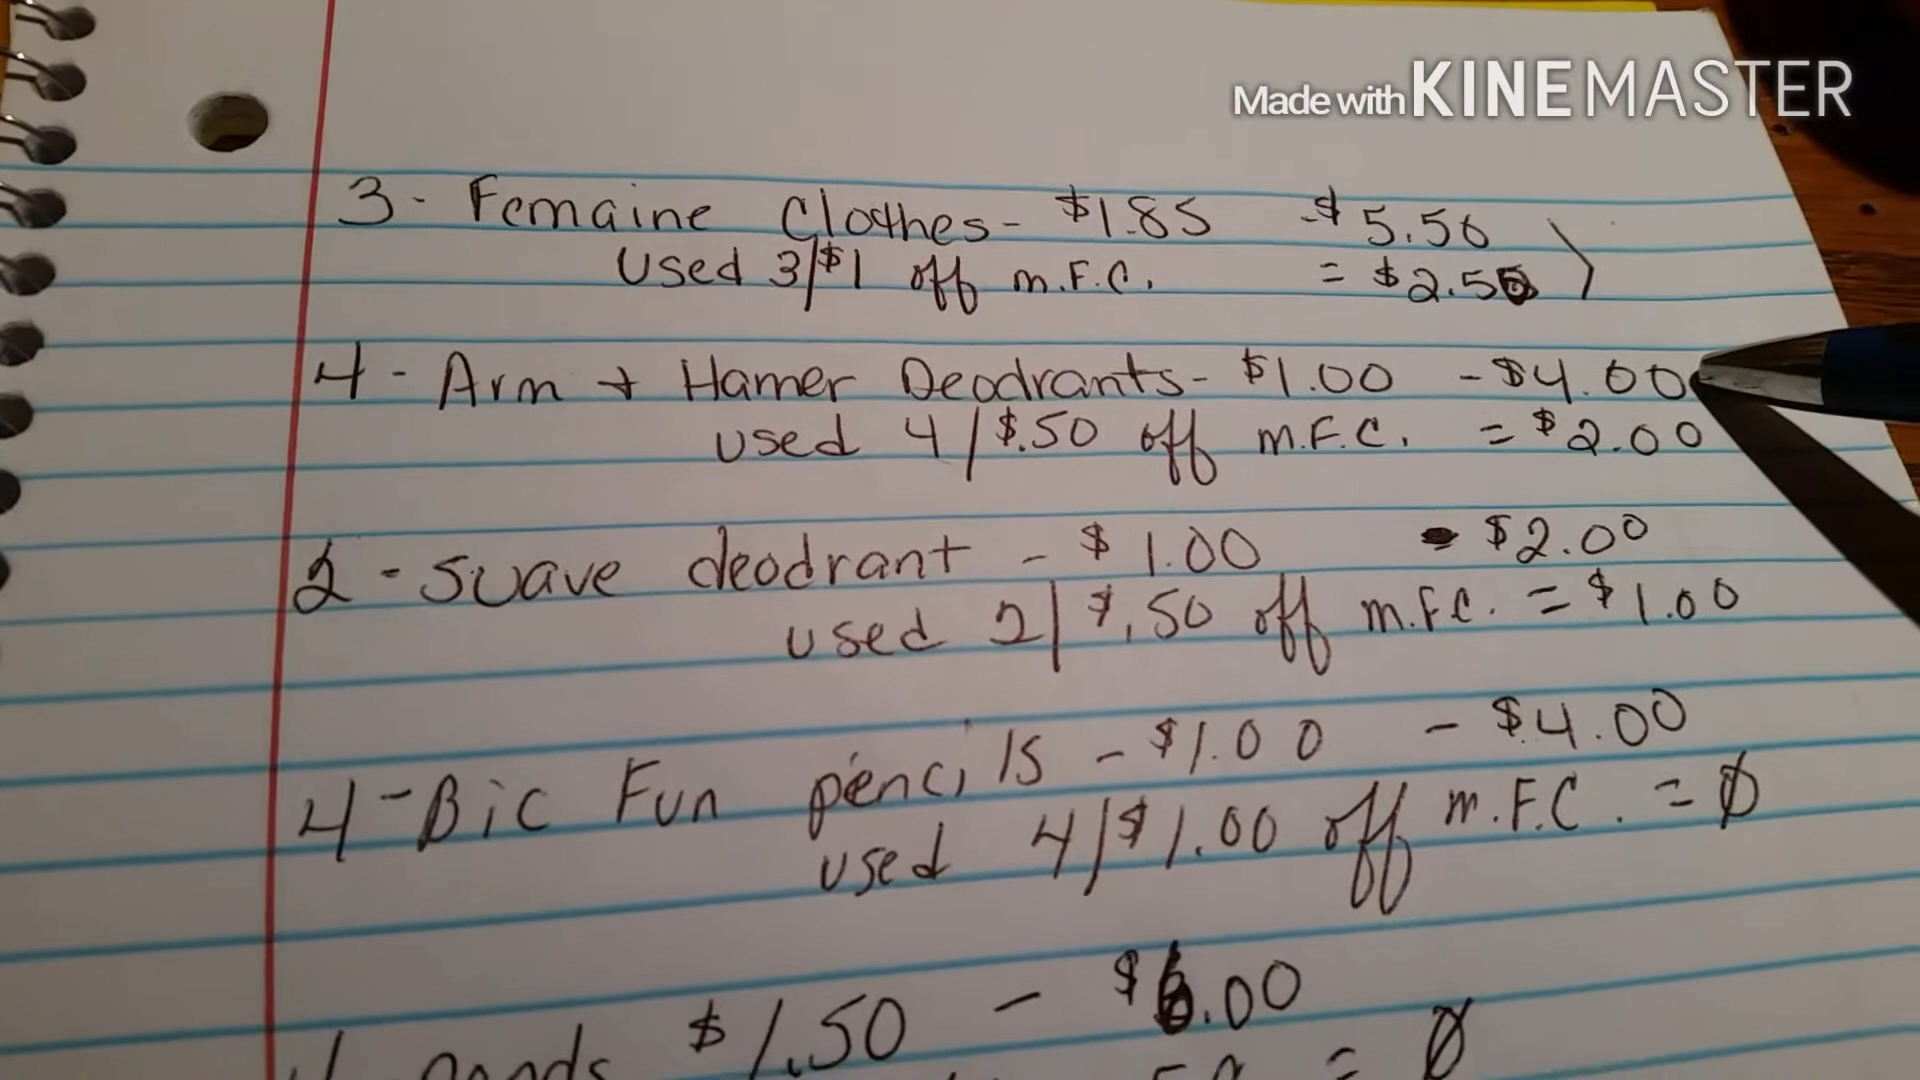 Made with KINEMASTER
3 - Femaine Clothes - $1.85 - $5.56
Used 3/$1 off m.F.C. = $2.56
4 - Arm + Hamer Deodrants - $1.00 - $4.00
used 4/$.50 off m.F.C. = $2.00
2 - Suave deodrant - $1.00 - $2.00
used 2/$.50 off m.F.C. = $1.00
4 - Bic Fun pencils - $1.00 - $4.00
used 4/$1.00 off m.F.C. = Ø
$1.50 - $6.00
= Ø